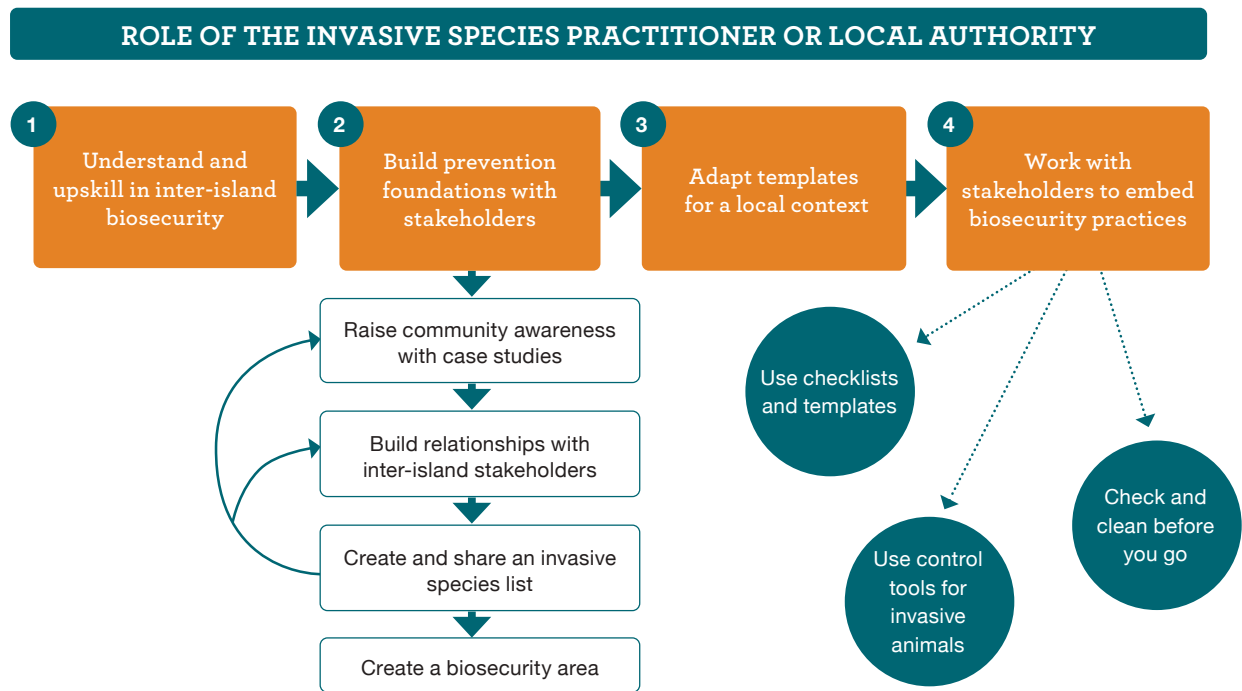 ROLE OF THE INVASIVE SPECIES PRACTITIONER OR LOCAL AUTHORITY
1
Understand and
upskill in inter-island
biosecurity
2
Build prevention
foundations with
stakeholders
3
Adapt templates
for a local context
4
Work with
stakeholders to embed
biosecurity practices
Raise community awareness
with case studies
Build relationships with
inter-island stakeholders
Create and share an invasive
species list
Create a biosecurity area
Use checklists
and templates
Use control
tools for
invasive
animals
Check and
clean before
you go